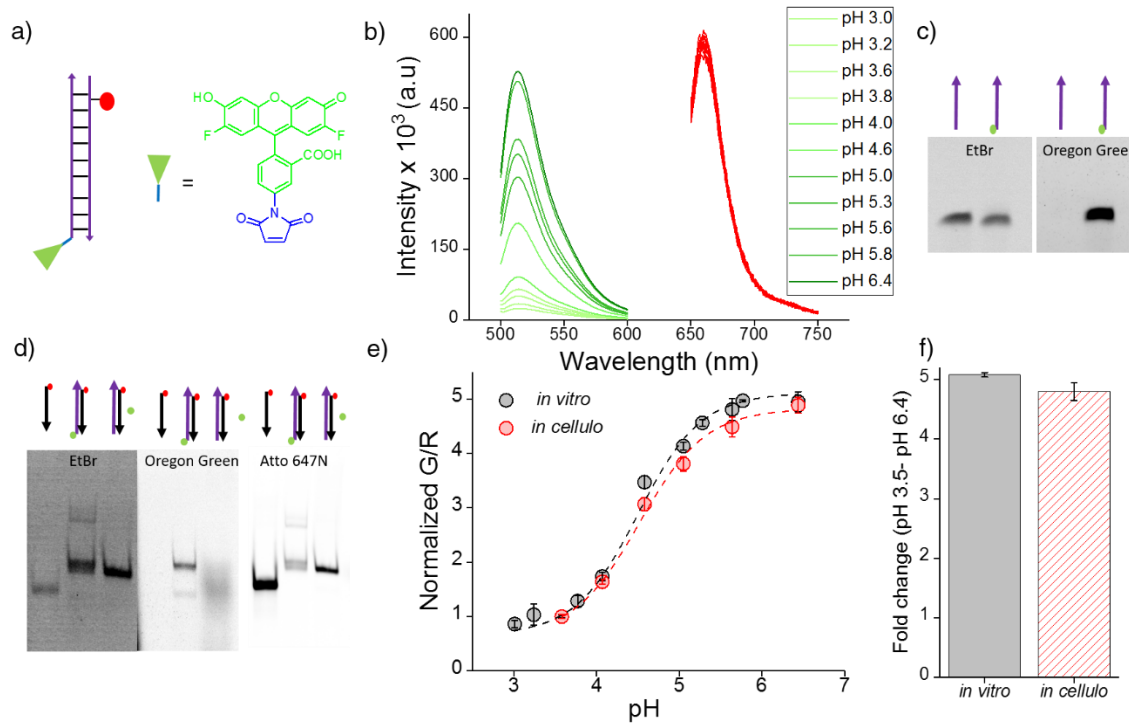 a)
=
HO
O
O
F
F
COOH
N
O
O
b)
Intensity x 10³ (a.u)
600
450
300
150
0
500
550
600
650
700
750
Wavelength (nm)
pH 3.0
pH 3.2
pH 3.6
pH 3.8
pH 4.0
pH 4.6
pH 5.0
pH 5.3
pH 5.6
pH 5.8
pH 6.4
c)
EtBr
Oregon Gree
d)
EtBr
Oregon Green
Atto 647N
e)
Normalized G/R
5
4
3
2
1
0
in vitro
in cellulo
3
4
5
6
7
pH
f)
Fold change (pH 3.5- pH 6.4)
5
4
3
2
1
0
in vitro
in cellulo